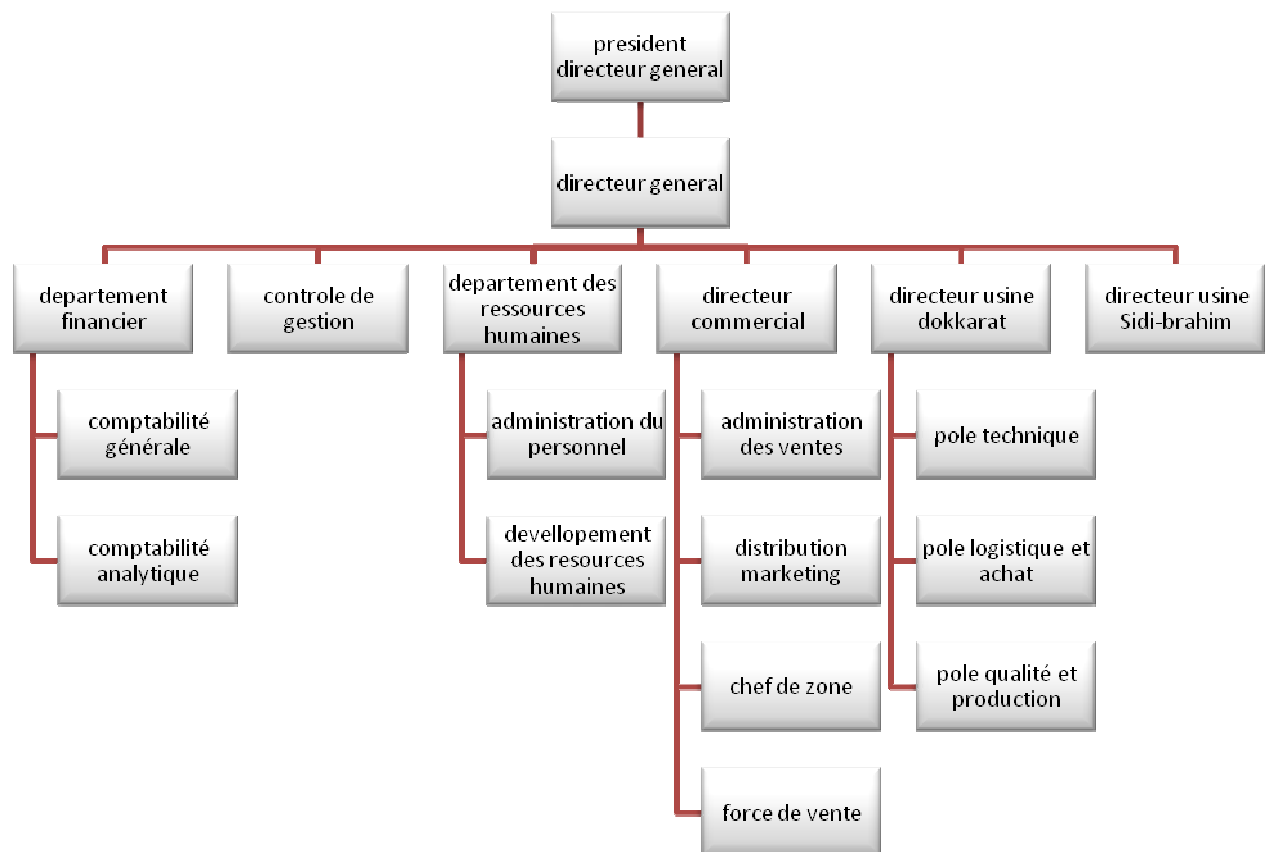 president
directeur general
directeur general
departement
financier
controle de
gestion
departement des
ressources
humaines
directeur
commercial
directeur usine
dokkarat
directeur usine
Sidi-brahim
comptabilité
générale
administration du
personnel
administration
des ventes
pole technique
comptabilité
analytique
devellopement
des resources
humaines
distribution
marketing
pole logistique et
achat
chef de zone
pole qualité et
production
force de vente